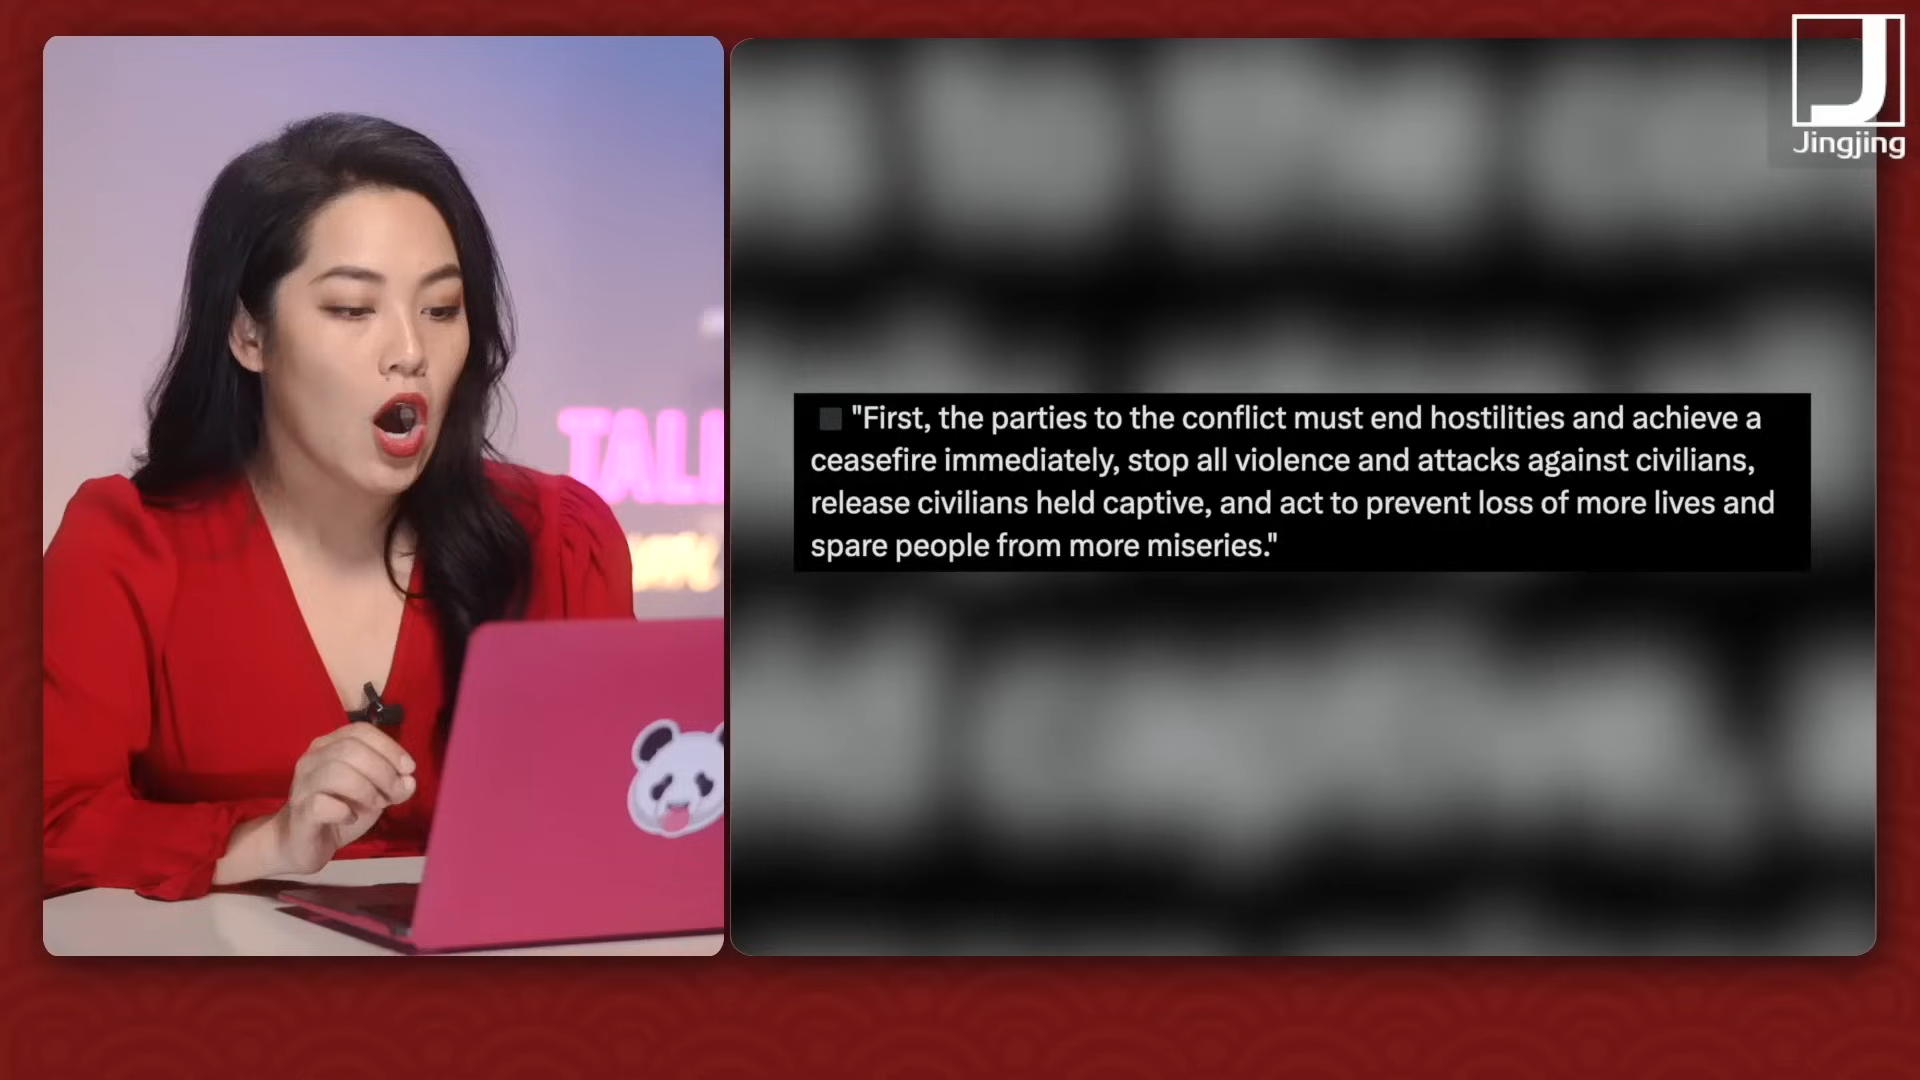 J
Jingjing
TAL
"First, the parties to the conflict must end hostilities and achieve a
ceasefire immediately, stop all violence and attacks against civilians,
release civilians held captive, and act to prevent loss of more lives and
spare people from more miseries."